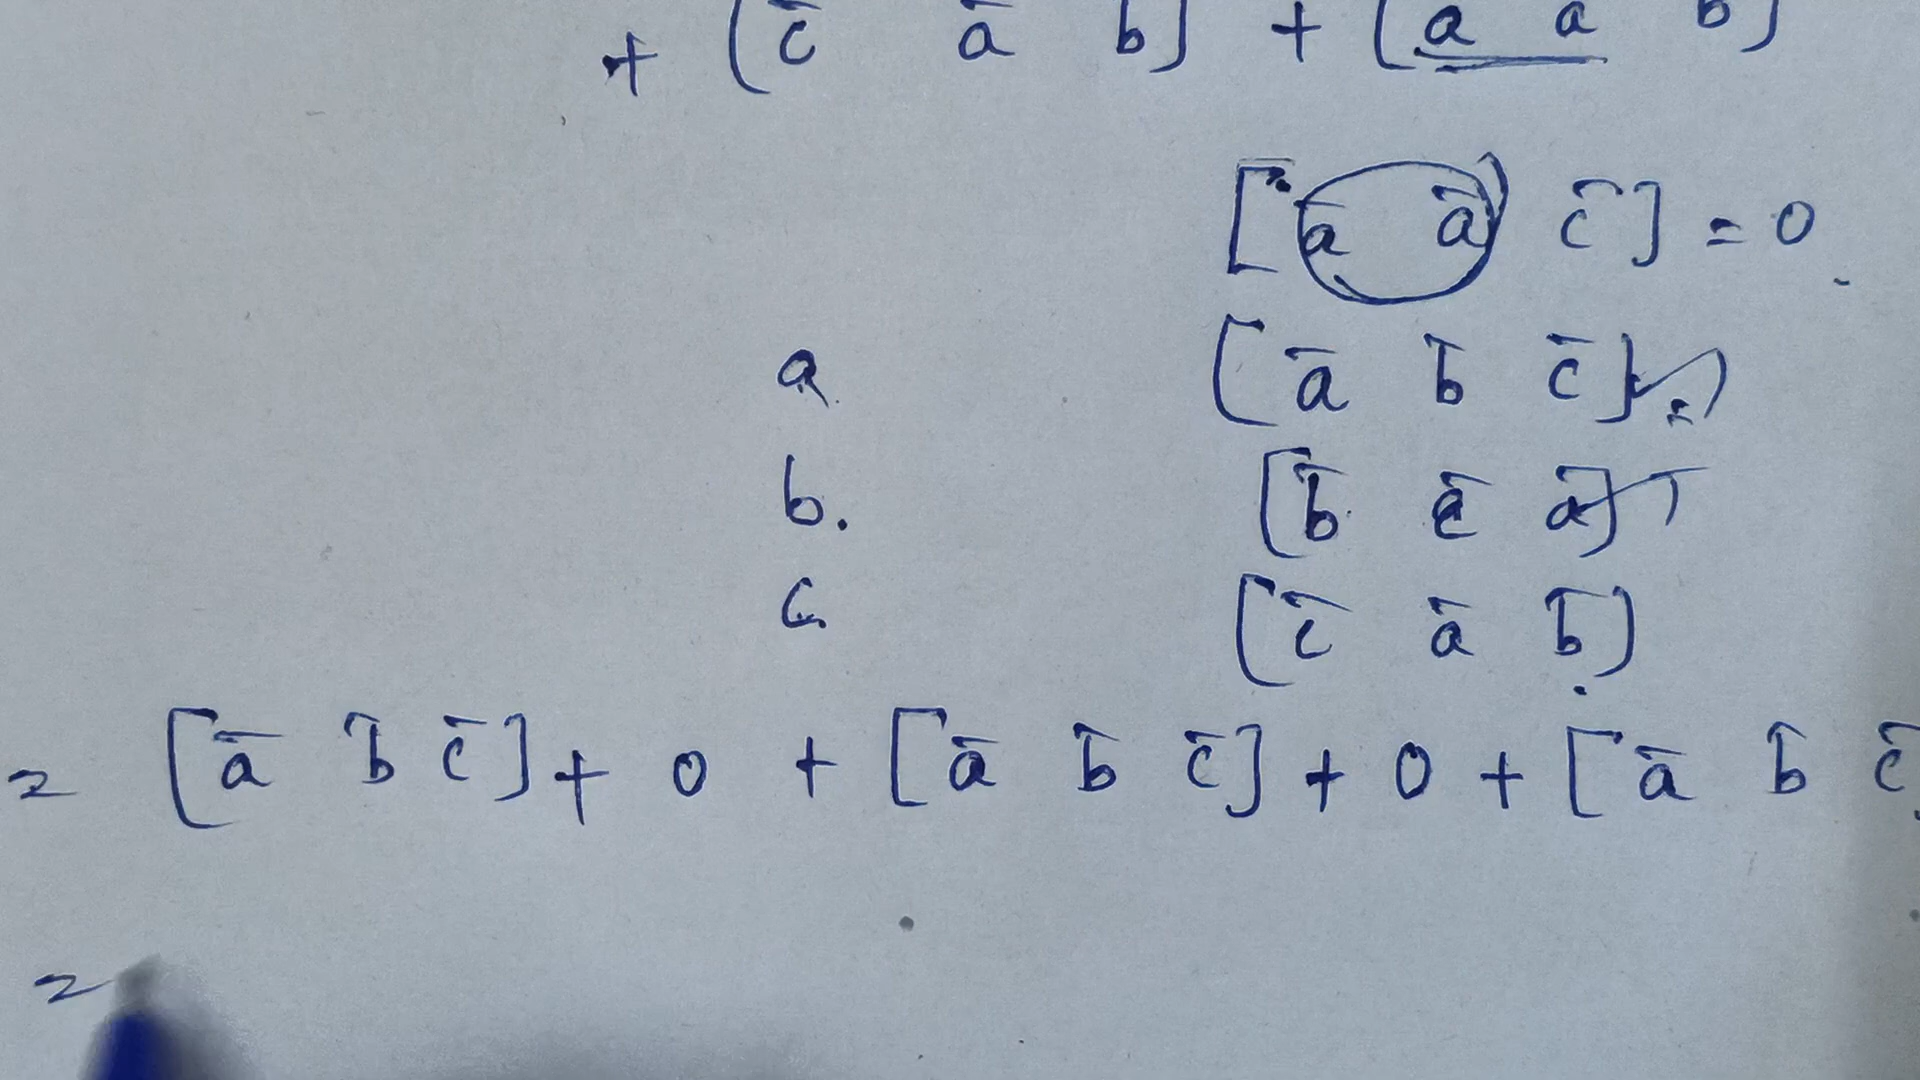 + [c̄ ā b] + [a a b]
[ā ā c̄] = 0
a [ā b̄ c̄]
b. [b̄ c̄ ā]
c. [c̄ ā b̄]
= [ā b̄ c̄] + 0 + [ā b̄ c̄] + 0 + [ā b̄ c̄]
=